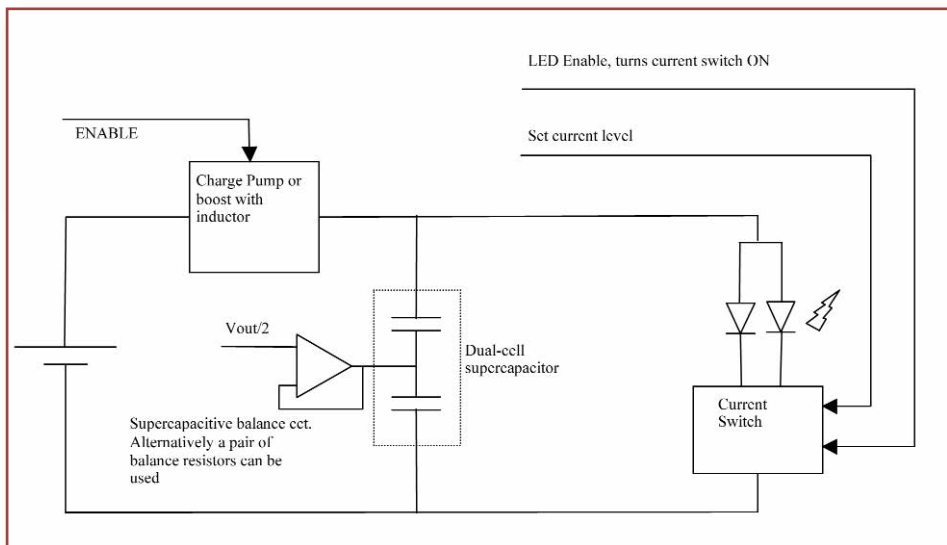 LED Enable, turns current switch ON
ENABLE
Set current level
Charge Pump or
boost with
inductor
Vout/2
Dual-cell
supercapacitor
Supercapacitive balance cct.
Alternatively a pair of
balance resistors can be
used
Current
Switch